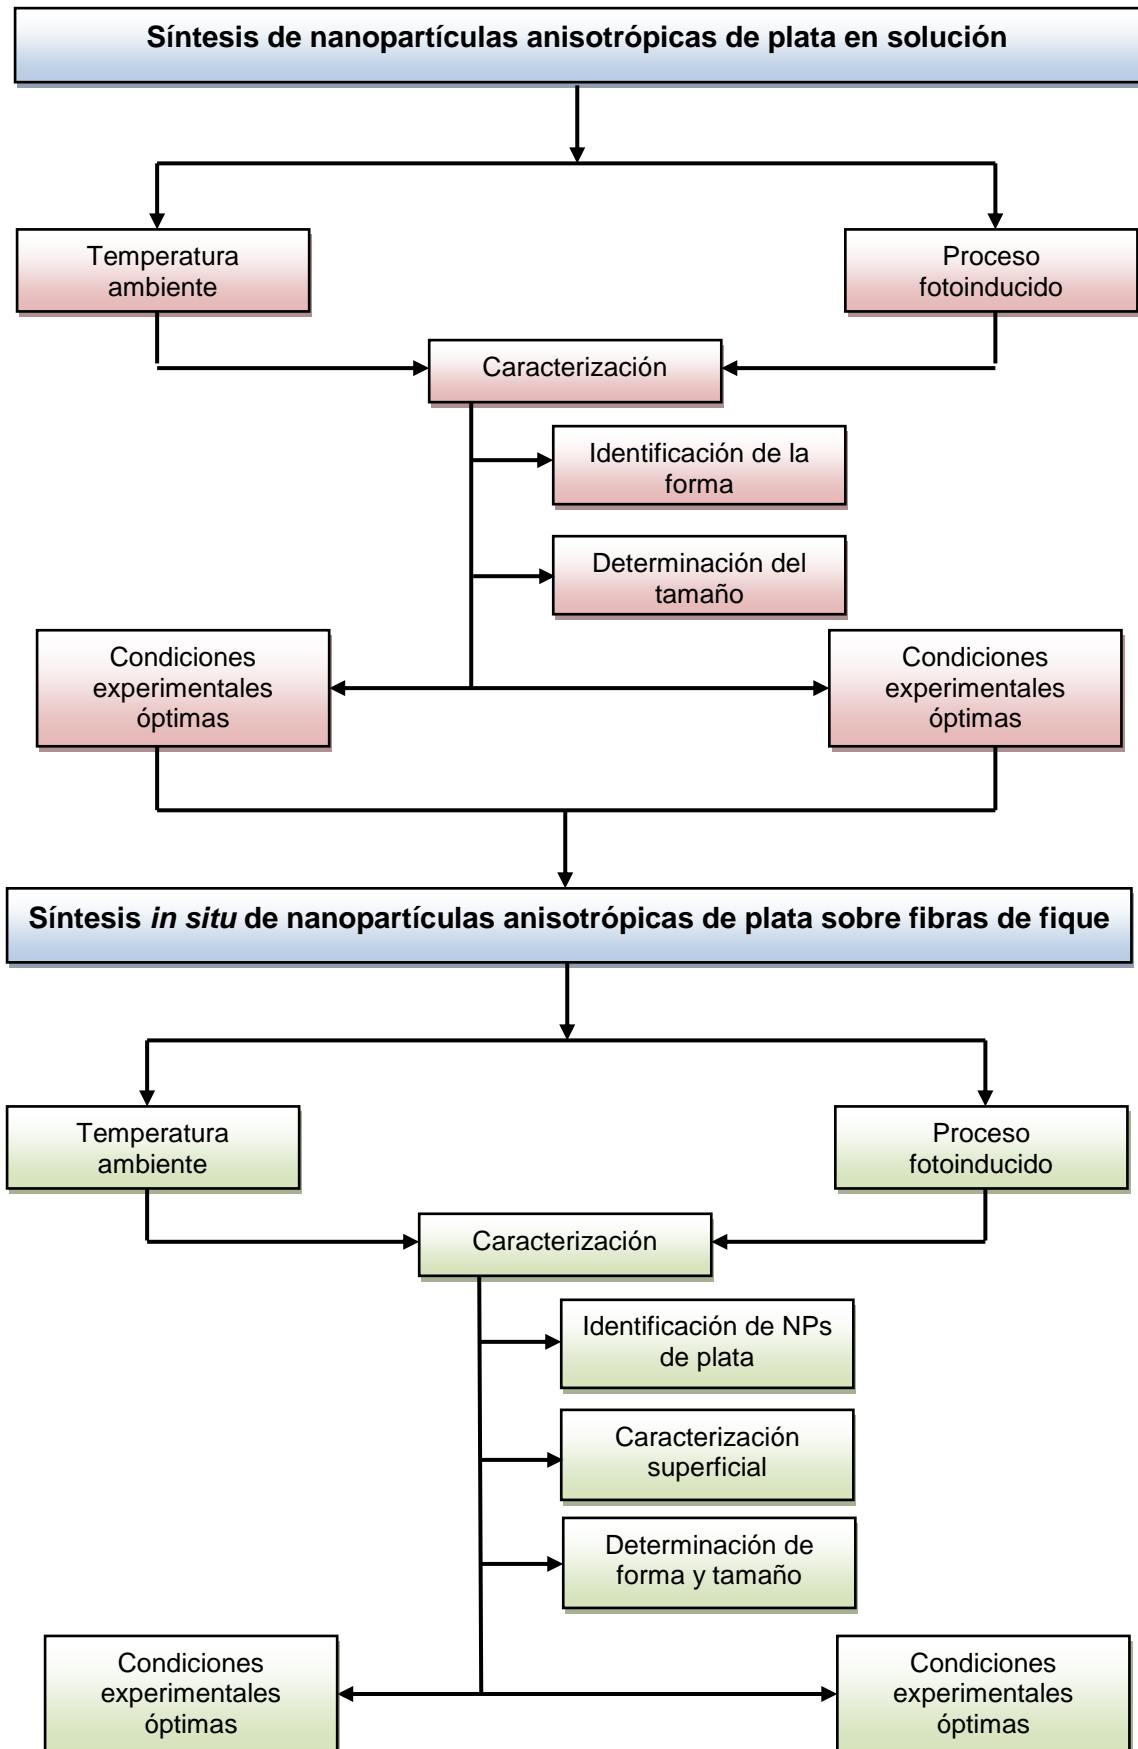 Síntesis de nanopartículas anisotrópicas de plata en solución
Temperatura
ambiente
Proceso
fotoinducido
Caracterización
Identificación de la
forma
Determinación del
tamaño
Condiciones
experimentales
óptimas
Condiciones
experimentales
óptimas
Síntesis in situ de nanopartículas anisotrópicas de plata sobre fibras de fique
Temperatura
ambiente
Proceso
fotoinducido
Caracterización
Identificación de NPs
de plata
Caracterización
superficial
Determinación de
forma y tamaño
Condiciones
experimentales
óptimas
Condiciones
experimentales
óptimas